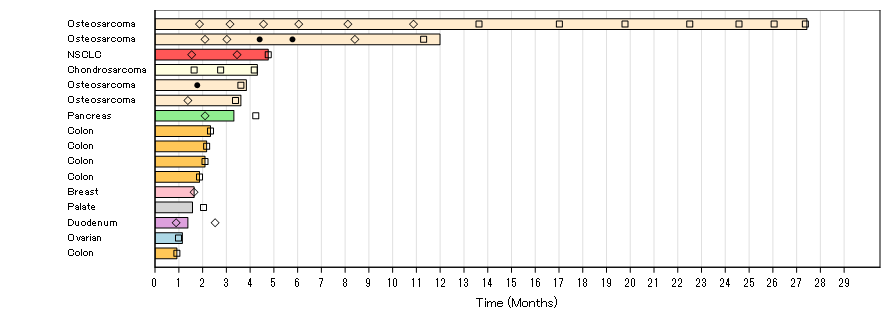 Osteosarcoma
Osteosarcoma
NSCLC
Chondrosarcoma
Osteosarcoma
Osteosarcoma
Pancreas
Colon
Colon
Colon
Colon
Breast
Palate
Duodenum
Ovarian
Colon
0 1 2 3 4 5 6 7 8 9 10 11 12 13 14 15 16 17 18 19 20 21 22 23 24 25 26 27 28 29
Time (Months)